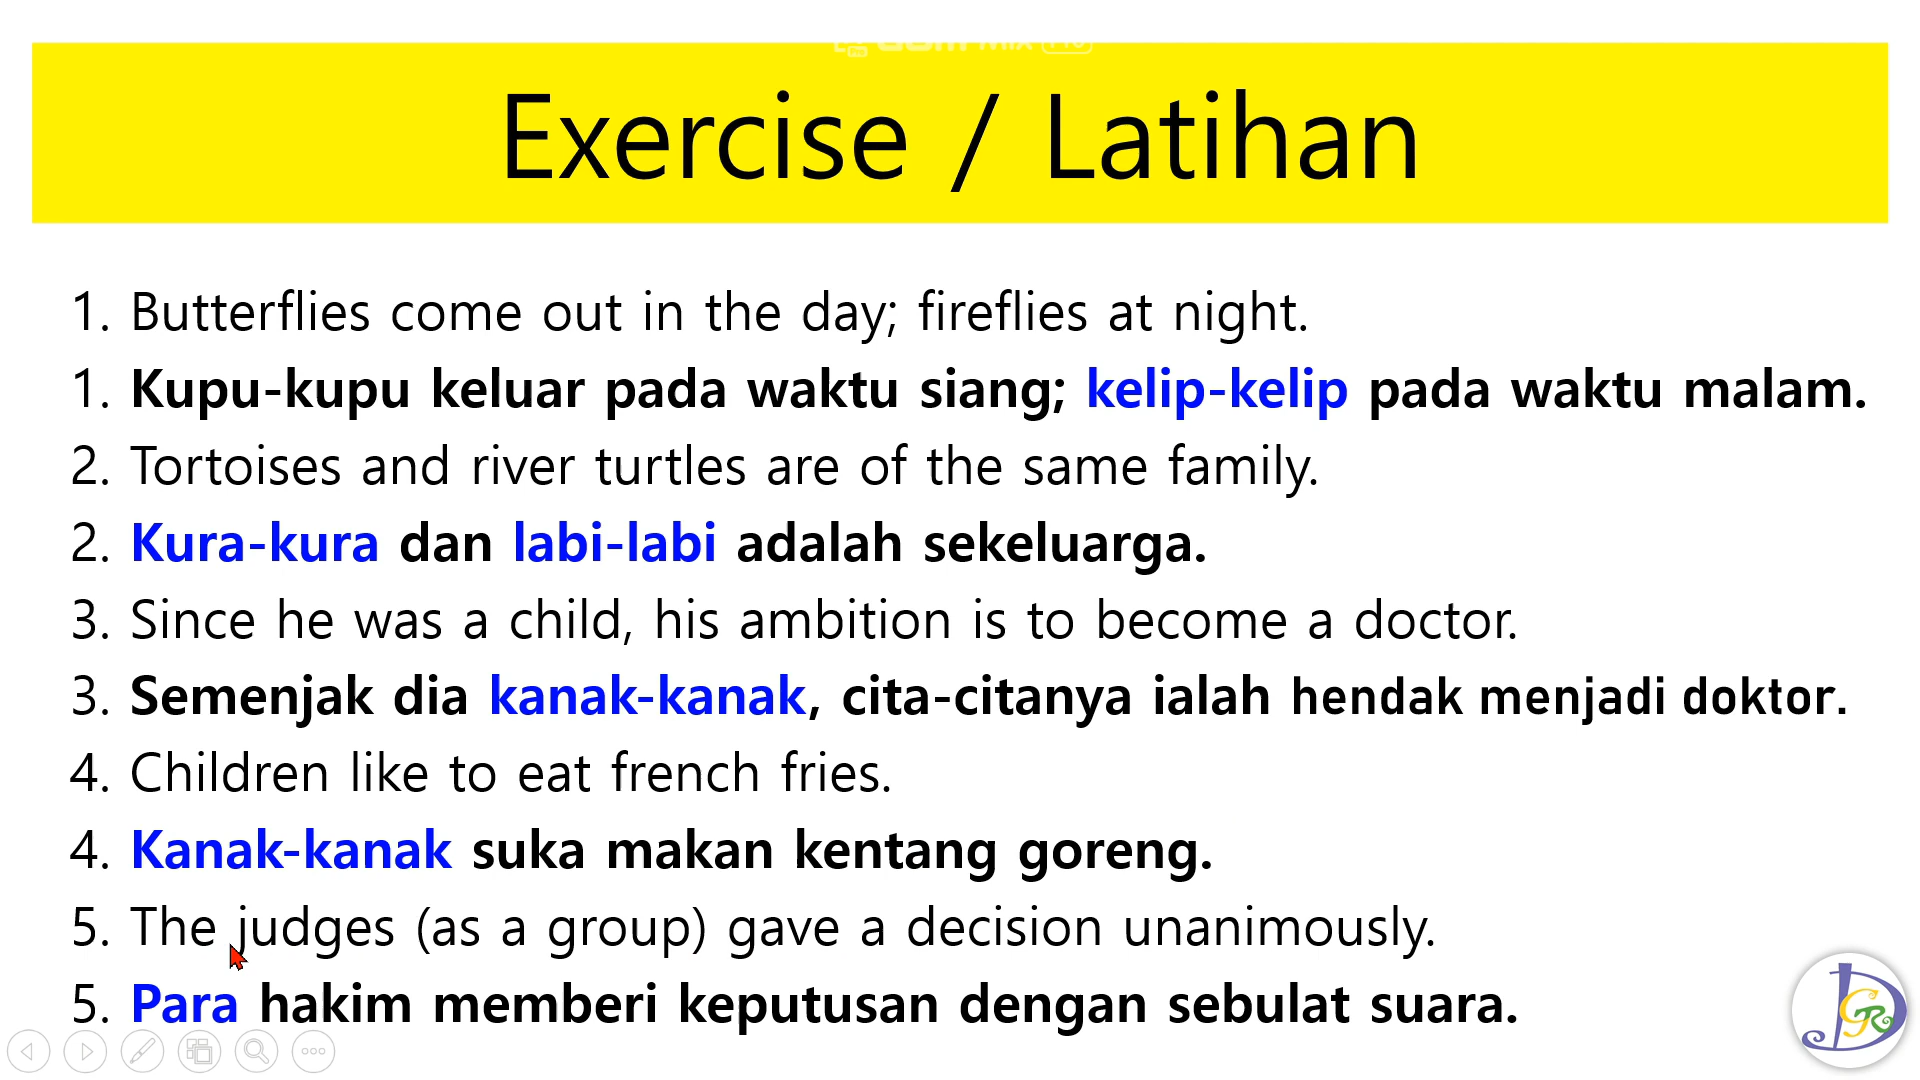 Exercise / Latihan
1. Butterflies come out in the day; fireflies at night.
1. Kupu-kupu keluar pada waktu siang; kelip-kelip pada waktu malam.
2. Tortoises and river turtles are of the same family.
2. Kura-kura dan labi-labi adalah sekeluarga.
3. Since he was a child, his ambition is to become a doctor.
3. Semenjak dia kanak-kanak, cita-citanya ialah hendak menjadi doktor.
4. Children like to eat french fries.
4. Kanak-kanak suka makan kentang goreng.
5. The judges (as a group) gave a decision unanimously.
5. Para hakim memberi keputusan dengan sebulat suara.